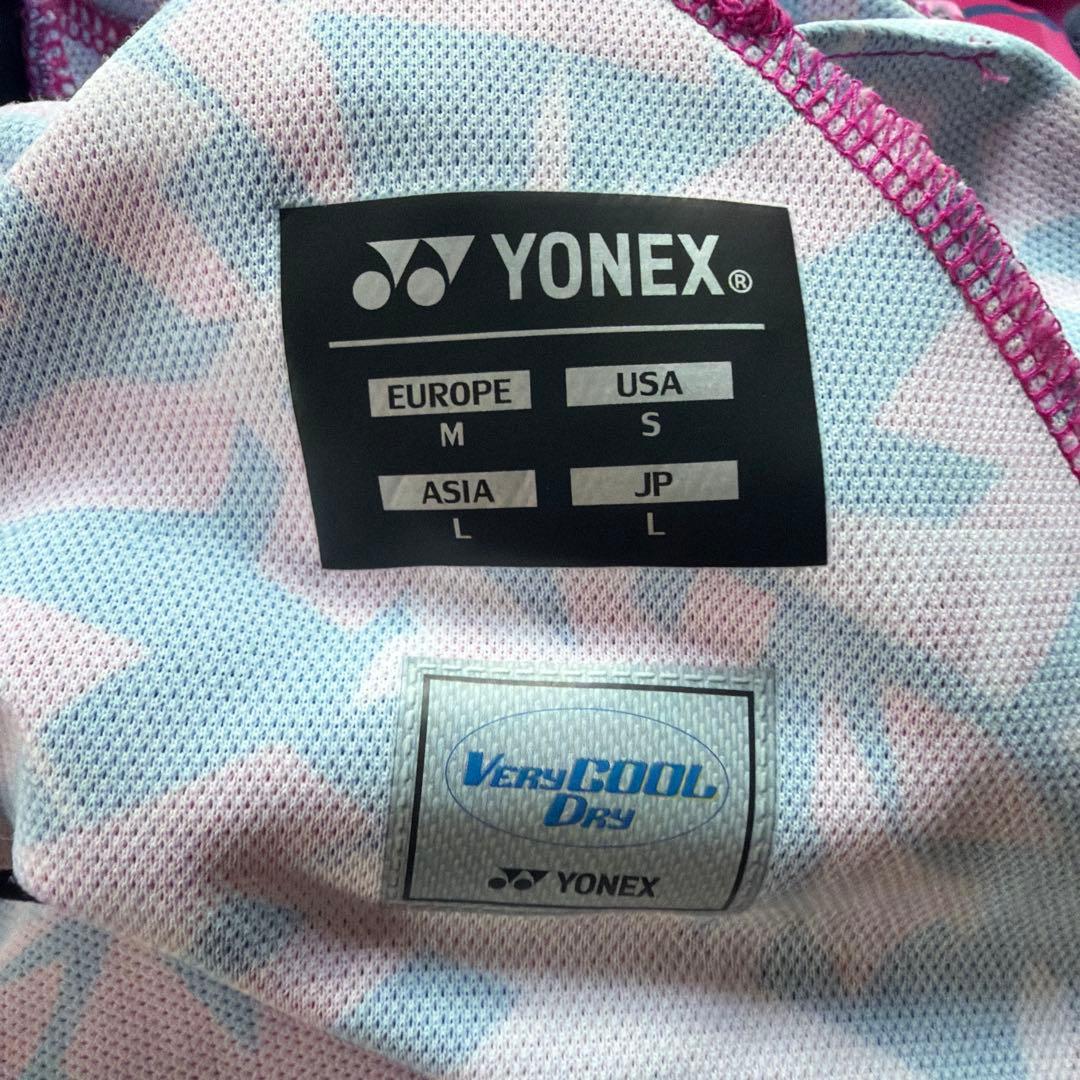 YONEX®
EUROPE USA
M S
ASIA JP
L L
VERY COOL
DRY
YONEX